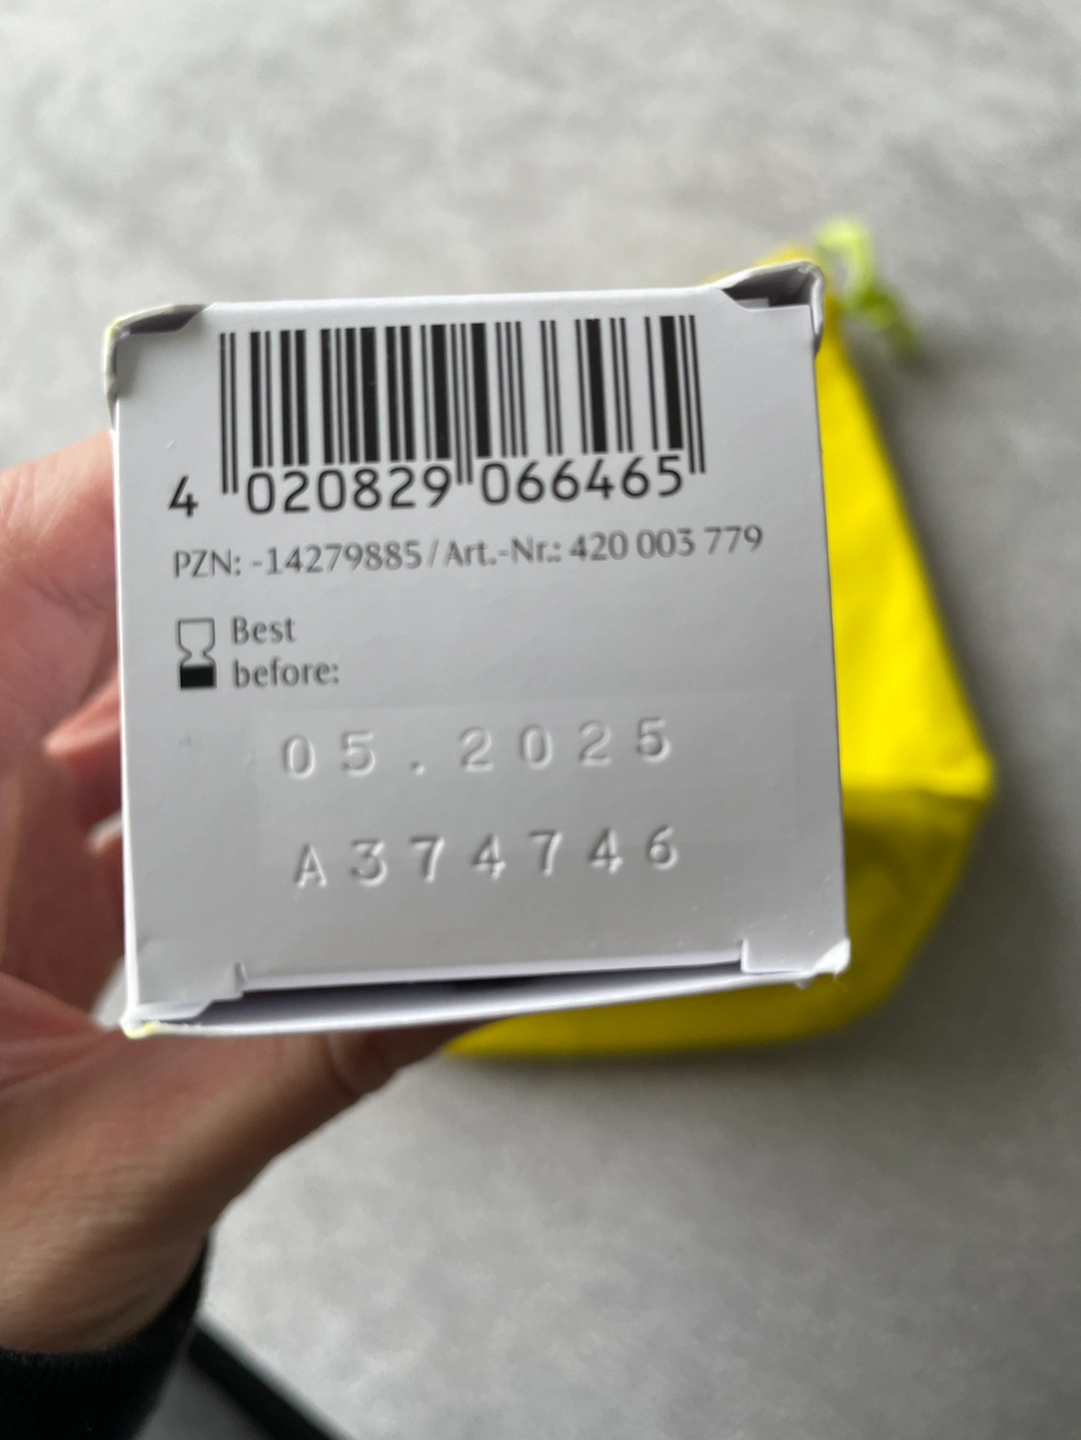 4 020829 066465
PZN: -14279885 / Art.-Nr.: 420 003 779
Best
before:
05.2025
A374746